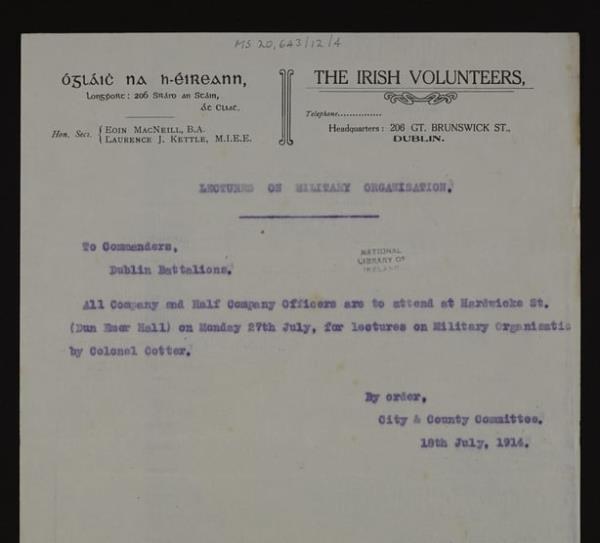 MS 20,643/12/4
ógláiċ na h-éireann,
Longpórt: 206 Sráid an
áṫ Cliaṫ.
Hon. Secs. { Eoin MacNeill, B.A.
Laurence J. Kettle, M.I.E.E.
THE IRISH VOLUNTEERS,
Telephone...............
Headquarters: 206 GT. BRUNSWICK ST.,
DUBLIN.
LECTURES ON MILITARY ORGANISATION.
To Commanders,
Dublin Battalions.
NATIONAL
LIBRARY OF
IRELAND
All Company and Half Company Officers are to attend at Hardwicke St.
(Dun Emer Hall) on Monday 27th July, for lectures on Military Organisatio
by Colonel Cotter.
By order,
City & County Committee.
18th July, 1914.